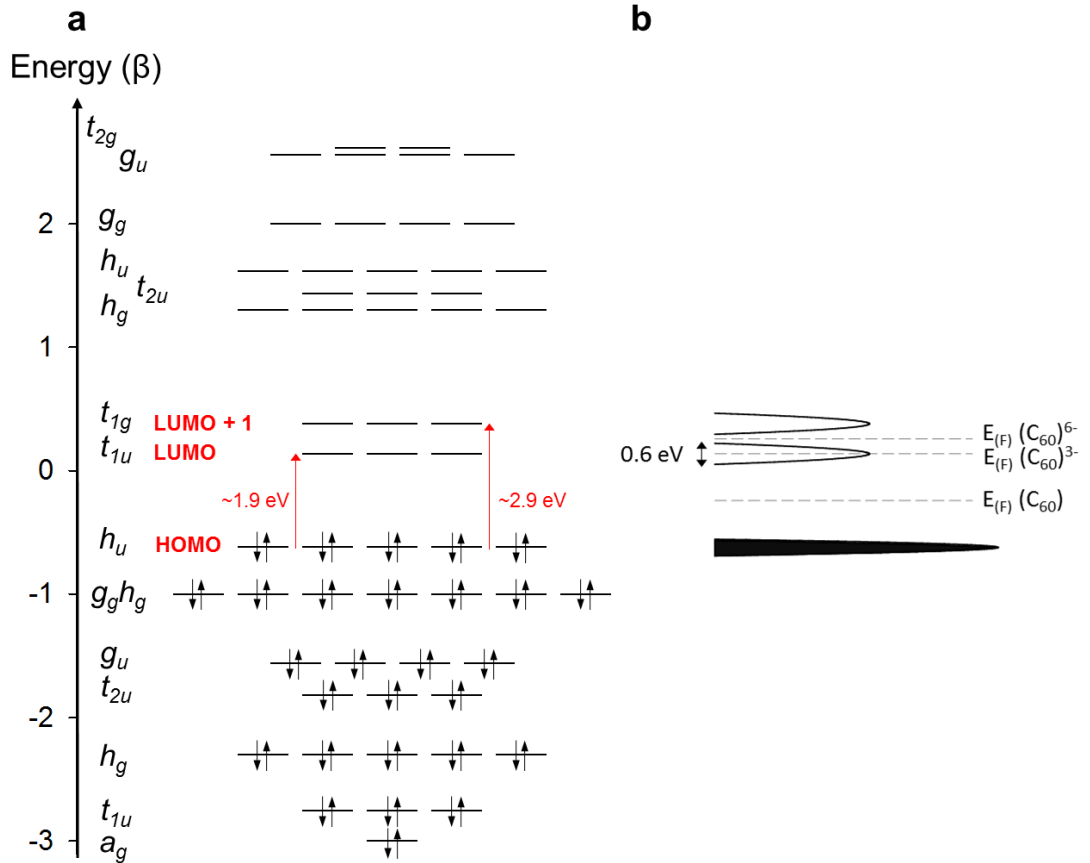 a
b
Energy (β)
t2g
gu
2
gg
hu
t2u
hg
1
t1g LUMO + 1
t1u LUMO
0
~1.9 eV
~2.9 eV
hu HOMO
-1
gghg
gu
t2u
-2
hg
t1u
-3
ag
0.6 eV
E(F) (C60)6-
E(F) (C60)3-
E(F) (C60)